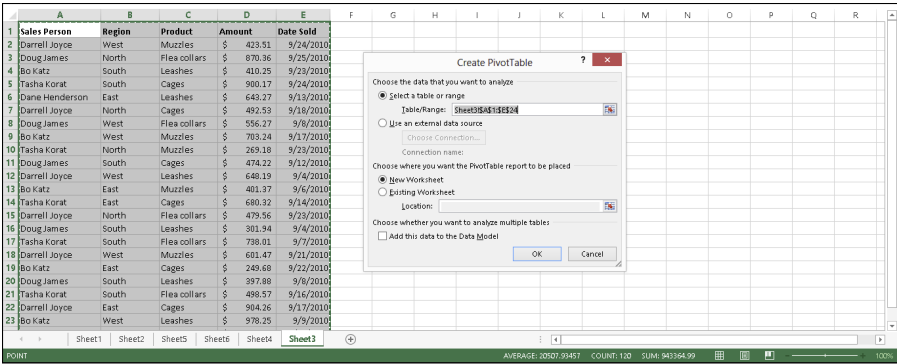 A B C D E F G H I J K L M N O P Q R
1 Sales Person Region Product Amount Date Sold
2 Darrell Joyce West Muzzles $ 423.51 9/24/2010
3 Doug James North Flea collars $ 870.36 9/25/2010
4 Bo Katz South Leashes $ 410.25 9/23/2010
5 Tasha Korat South Cages $ 900.17 9/24/2010
6 Dane Henderson East Leashes $ 643.27 9/13/2010
7 Darrell Joyce North Cages $ 492.53 9/18/2010
8 Doug James West Flea collars $ 556.27 9/8/2010
9 Bo Katz West Muzzles $ 703.24 9/17/2010
10 Tasha Korat North Muzzles $ 269.18 9/23/2010
11 Doug James South Cages $ 474.22 9/12/2010
12 Darrell Joyce West Leashes $ 648.19 9/4/2010
13 Bo Katz East Muzzles $ 401.37 9/6/2010
14 Tasha Korat East Cages $ 680.32 9/14/2010
15 Darrell Joyce North Flea collars $ 479.56 9/23/2010
16 Doug James South Leashes $ 301.94 9/4/2010
17 Tasha Korat South Flea collars $ 738.01 9/7/2010
18 Darrell Joyce West Muzzles $ 601.47 9/21/2010
19 Bo Katz East Cages $ 249.68 9/22/2010
20 Doug James South Leashes $ 397.88 9/8/2010
21 Tasha Korat South Flea collars $ 498.57 9/16/2010
22 Darrell Joyce East Cages $ 904.26 9/17/2010
23 Bo Katz West Leashes $ 978.25 9/9/2010
Create PivotTable ? ×
Choose the data that you want to analyze
Select a table or range
Table/Range: Sheet3!$A$1:$E$24
Use an external data source
Choose Connection...
Connection name:
Choose where you want the PivotTable report to be placed
New Worksheet
Existing Worksheet
Location:
Choose whether you want to analyze multiple tables
Add this data to the Data Model
OK Cancel
Sheet1 Sheet2 Sheet5 Sheet6 Sheet4 Sheet3
POINT AVERAGE: 20507.93457 COUNT: 120 SUM: 943364.99 100%